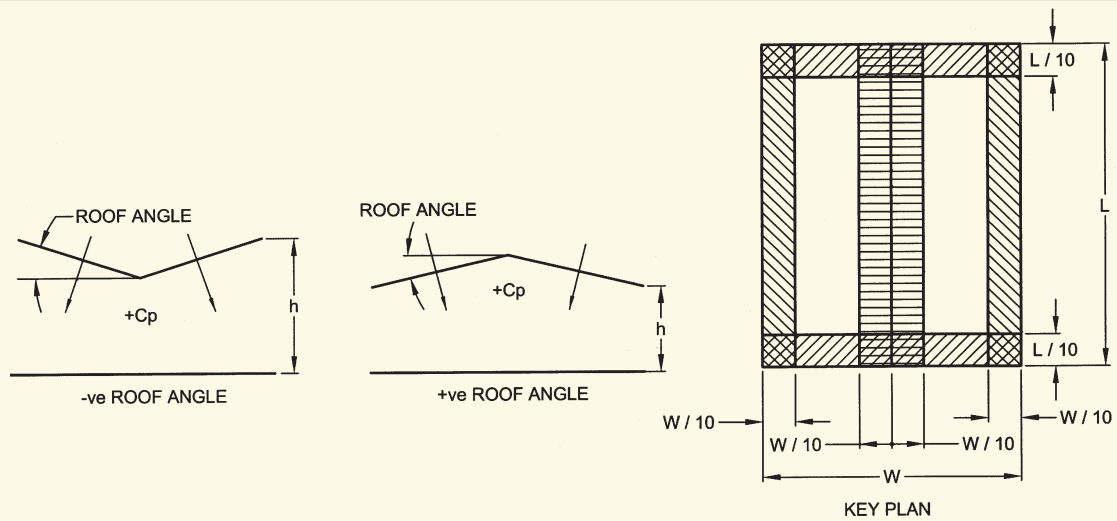 ROOF ANGLE
+Cp
h
-ve ROOF ANGLE
ROOF ANGLE
+Cp
h
+ve ROOF ANGLE
L / 10
L
L / 10
W / 10
W / 10
W / 10
W / 10
W
KEY PLAN